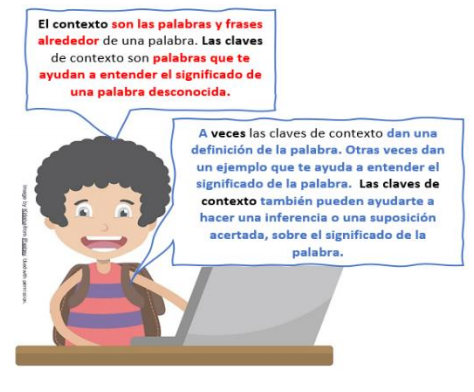 El contexto son las palabras y frases
alrededor de una palabra. Las claves
de contexto son palabras que te
ayudan a entender el significado de
una palabra desconocida.
A veces las claves de contexto dan una
definición de la palabra. Otras veces dan
un ejemplo que te ayuda a entender el
significado de la palabra. Las claves de
contexto también pueden ayudarte a
hacer una inferencia o una suposición
acertada, sobre el significado de la
palabra.